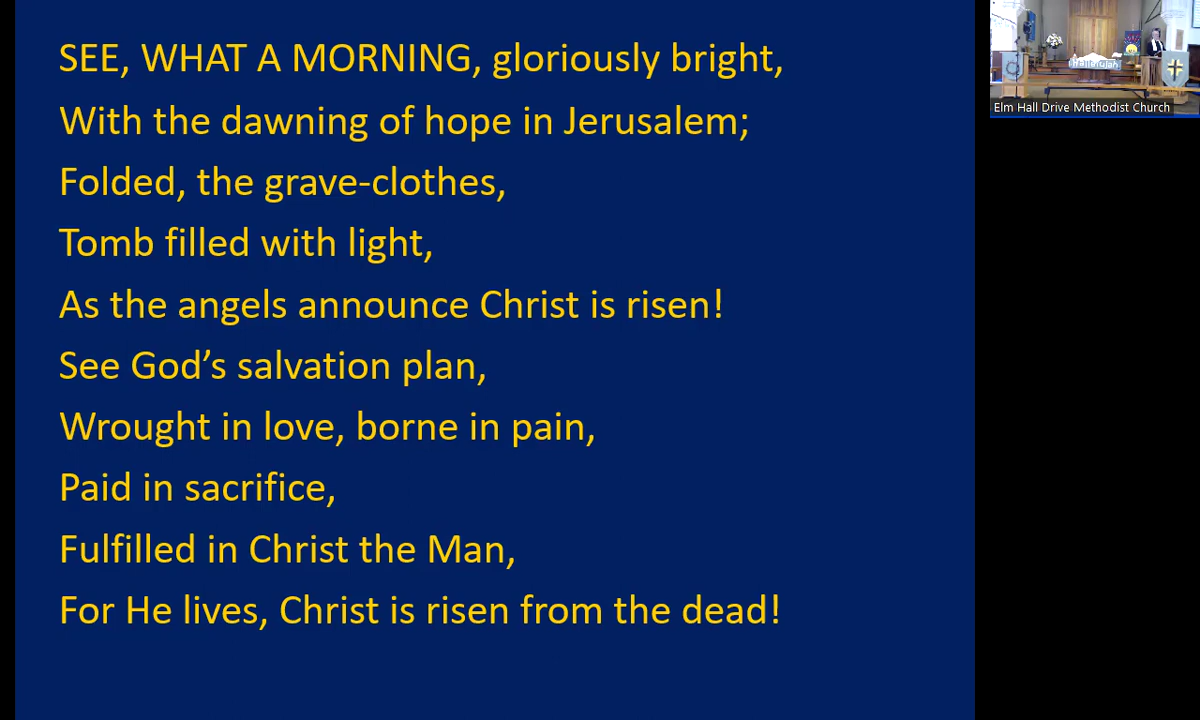 SEE, WHAT A MORNING, gloriously bright,
With the dawning of hope in Jerusalem;
Folded, the grave-clothes,
Tomb filled with light,
As the angels announce Christ is risen!
See God’s salvation plan,
Wrought in love, borne in pain,
Paid in sacrifice,
Fulfilled in Christ the Man,
For He lives, Christ is risen from the dead!
Elm Hall Drive Methodist Church